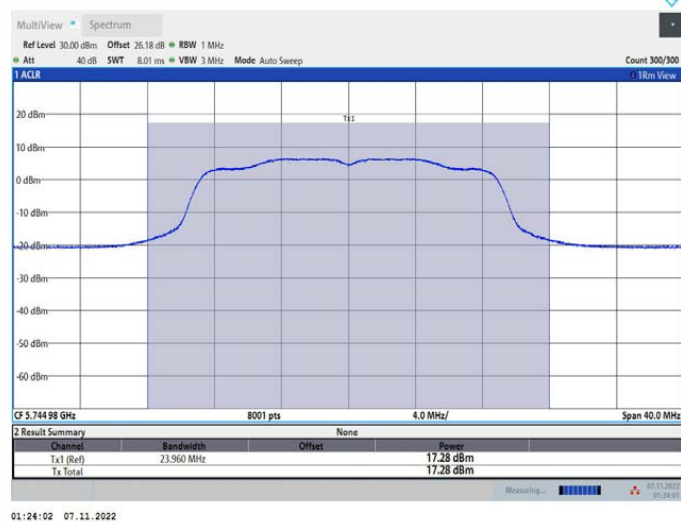 MultiView Spectrum
Ref Level 30.00 dBm Offset 26.18 dB RBW 1 MHz
Att 40 dB SWT 8.01 ms VBW 3 MHz Mode Auto Sweep Count 300/300
1 ACLR 1Rm View
Tx1
20 dBm
10 dBm
0 dBm
-10 dBm
-20 dBm
-30 dBm
-40 dBm
-50 dBm
-60 dBm
CF 5.744 98 GHz 8001 pts 4.0 MHz/ Span 40.0 MHz
2 Result Summary None
Channel Bandwidth Offset Power
Tx1 (Ref) 23.960 MHz 17.28 dBm
Tx Total 17.28 dBm
Measuring... 07.11.2022
01:24:01
01:24:02 07.11.2022